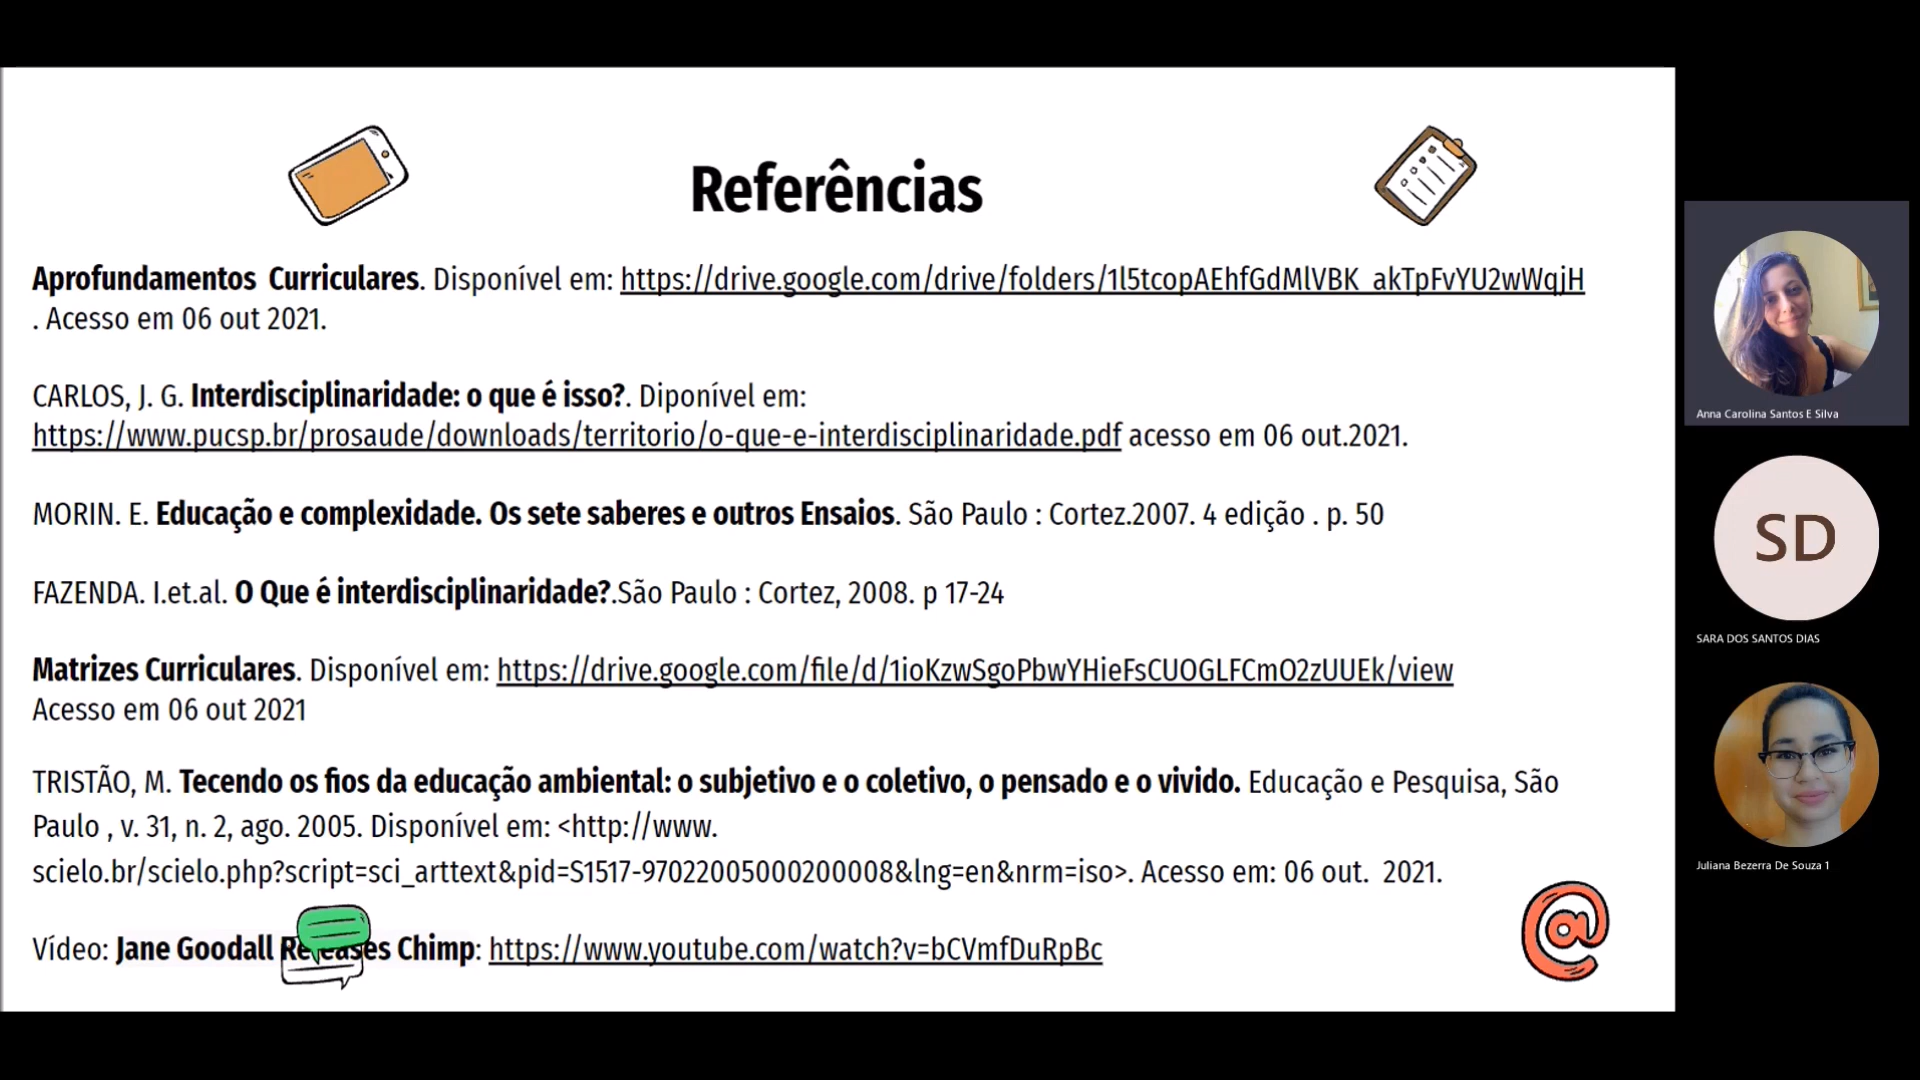 Referências
Aprofundamentos Curriculares. Disponível em: https://drive.google.com/drive/folders/1l5tcopAEhfGdMlVBK_akTpFvYU2wWqjH
. Acesso em 06 out 2021.
CARLOS, J. G. Interdisciplinaridade: o que é isso?. Diponível em:
https://www.pucsp.br/prosaude/downloads/territorio/o-que-e-interdisciplinaridade.pdf acesso em 06 out.2021.
MORIN. E. Educação e complexidade. Os sete saberes e outros Ensaios. São Paulo : Cortez.2007. 4 edição . p. 50
FAZENDA. I.et.al. O Que é interdisciplinaridade?.São Paulo : Cortez, 2008. p 17-24
Matrizes Curriculares. Disponível em: https://drive.google.com/file/d/1ioKzwSgoPbwYHieFsCUOGLFCmO2zUUEk/view
Acesso em 06 out 2021
TRISTÃO, M. Tecendo os fios da educação ambiental: o subjetivo e o coletivo, o pensado e o vivido. Educação e Pesquisa, São
Paulo , v. 31, n. 2, ago. 2005. Disponível em: <http://www.
scielo.br/scielo.php?script=sci_arttext&pid=S1517-97022005000200008&lng=en&nrm=iso>. Acesso em: 06 out. 2021.
Vídeo: Jane Goodall Releases Chimp: https://www.youtube.com/watch?v=bCVmfDuRpBc
@
Anna Carolina Santos E Silva
SD
SARA DOS SANTOS DIAS
Juliana Bezerra De Souza 1